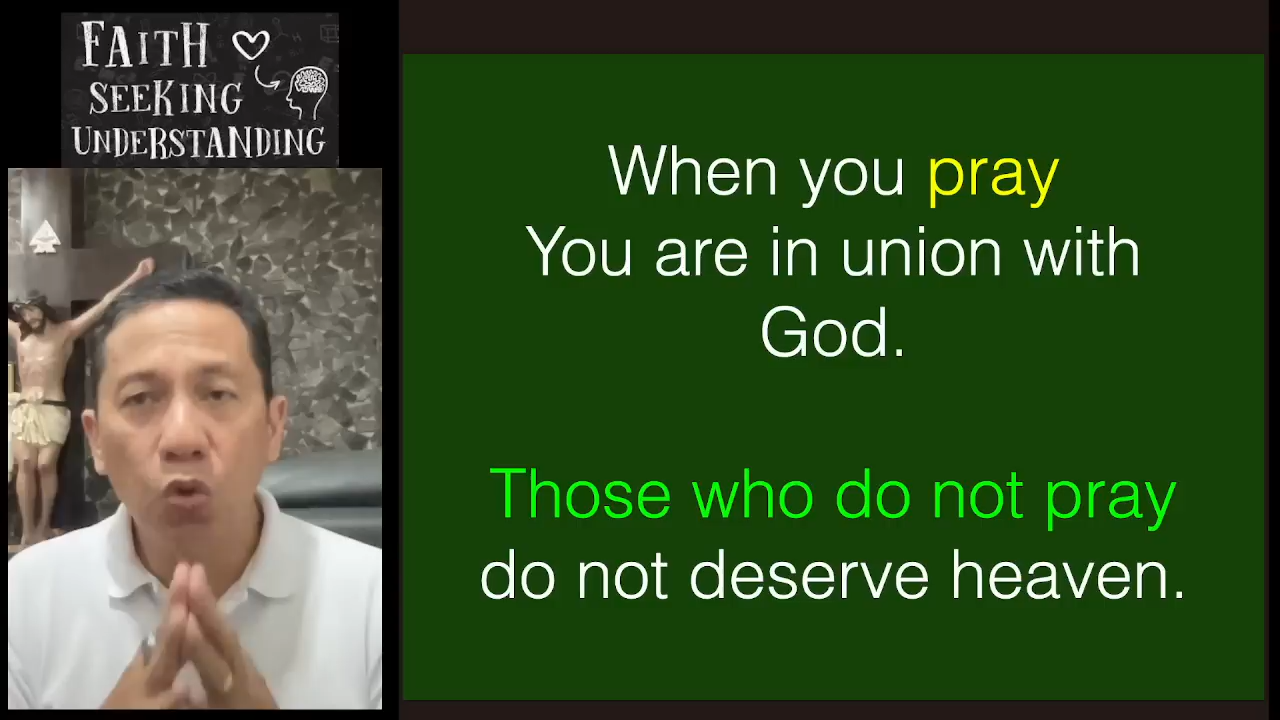 FAITH
SEEKING
UNDERSTANDING
When you pray
You are in union with
God.
Those who do not pray
do not deserve heaven.